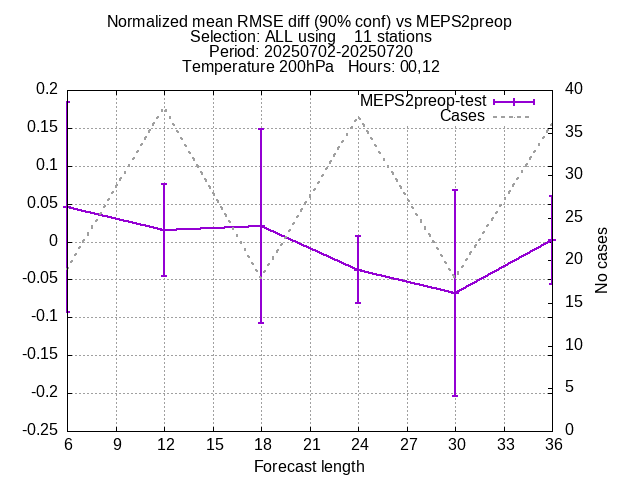 Normalized mean RMSE diff (90% conf) vs MEPS2preop
Selection: ALL using    11 stations
Period: 20250702-20250720
Temperature 200hPa   Hours: 00,12
MEPS2preop-test
Cases
0.2
0.15
0.1
0.05
0
-0.05
-0.1
-0.15
-0.2
-0.25
40
35
30
25
20
15
10
5
0
No cases
6 9 12 15 18 21 24 27 30 33 36
Forecast length